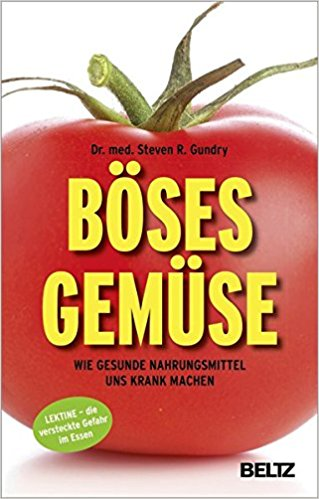 Dr. med. Steven R. Gundry
BÖSES
GEMÜSE
WIE GESUNDE NAHRUNGSMITTEL
UNS KRANK MACHEN
LEKTINE – die
versteckte Gefahr
im Essen
BELTZ